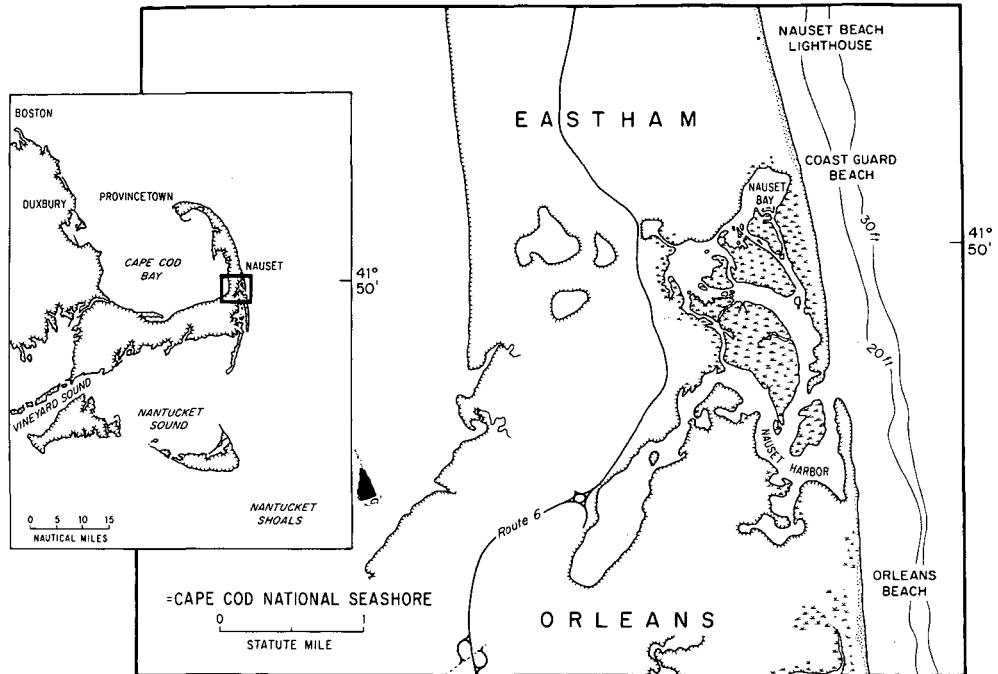 BOSTON
DUXBURY
PROVINCETOWN
CAPE COD
BAY
NAUSET
41°
50'
VINEYARD SOUND
NANTUCKET
SOUND
NANTUCKET
SHOALS
0 5 10 15
NAUTICAL MILES
NAUSET BEACH
LIGHTHOUSE
EASTHAM
COAST GUARD
BEACH
NAUSET
BAY
41°
50'
30 ft
20 ft
NAUSET
HARBOR
Route 6
ORLEANS
BEACH
=CAPE COD NATIONAL SEASHORE
0 1
STATUTE MILE
ORLEANS